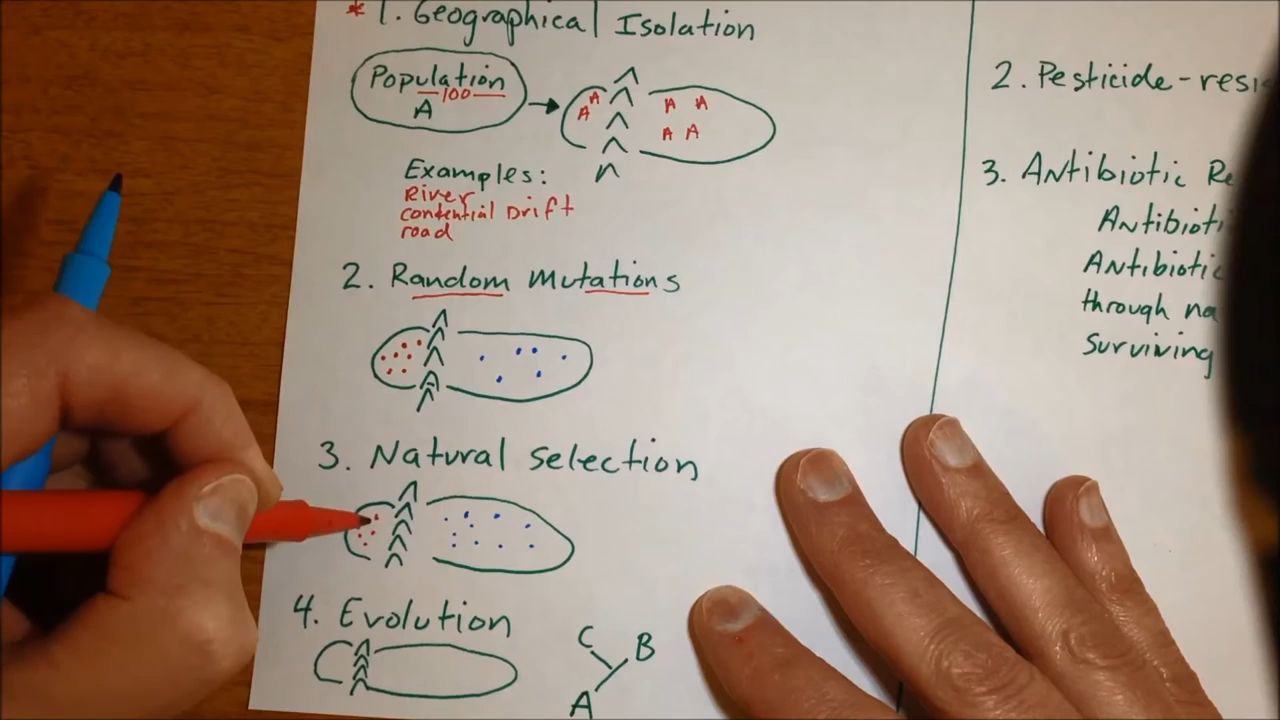 * 1. Geographical Isolation
Population
100
A
A A
A A
A A
Examples:
River
contential Drift
road
2. Random Mutations
3. Natural Selection
4. Evolution
C
B
A
2. Pesticide-resi
3. Antibiotic Re
Antibioti
Antibiotic
through na
Surviving